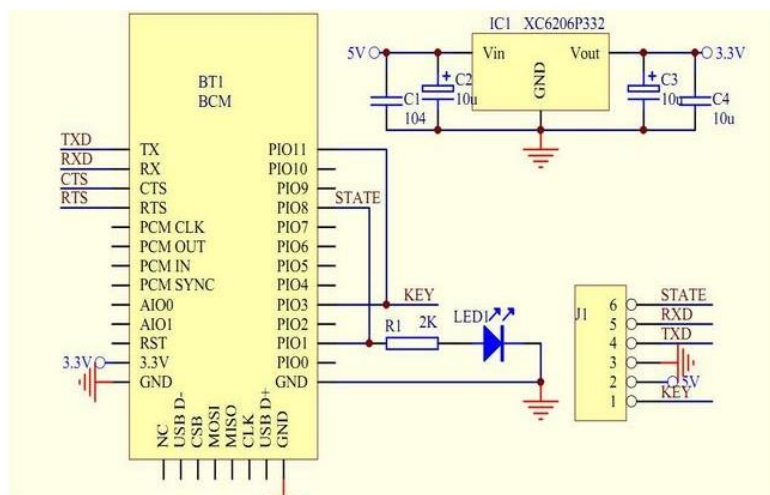 IC1 XC6206P332
5V
Vin
Vout
3.3V
GND
C1
104
C2
10u
C3
10u
C4
10u
BT1
BCM
TXD
RXD
CTS
RTS
TX
RX
CTS
RTS
PCM CLK
PCM OUT
PCM IN
PCM SYNC
AIO0
AIO1
RST
3.3V
3.3V
GND
PIO11
PIO10
PIO9
PIO8
PIO7
PIO6
PIO5
PIO4
PIO3
PIO2
PIO1
PIO0
GND
NC
USB D-
CSB
MOSI
MISO
CLK
USB D+
GND
STATE
KEY
R1 2K
LED1
J1
6 STATE
5 RXD
4 TXD
3
2 5V
1 KEY